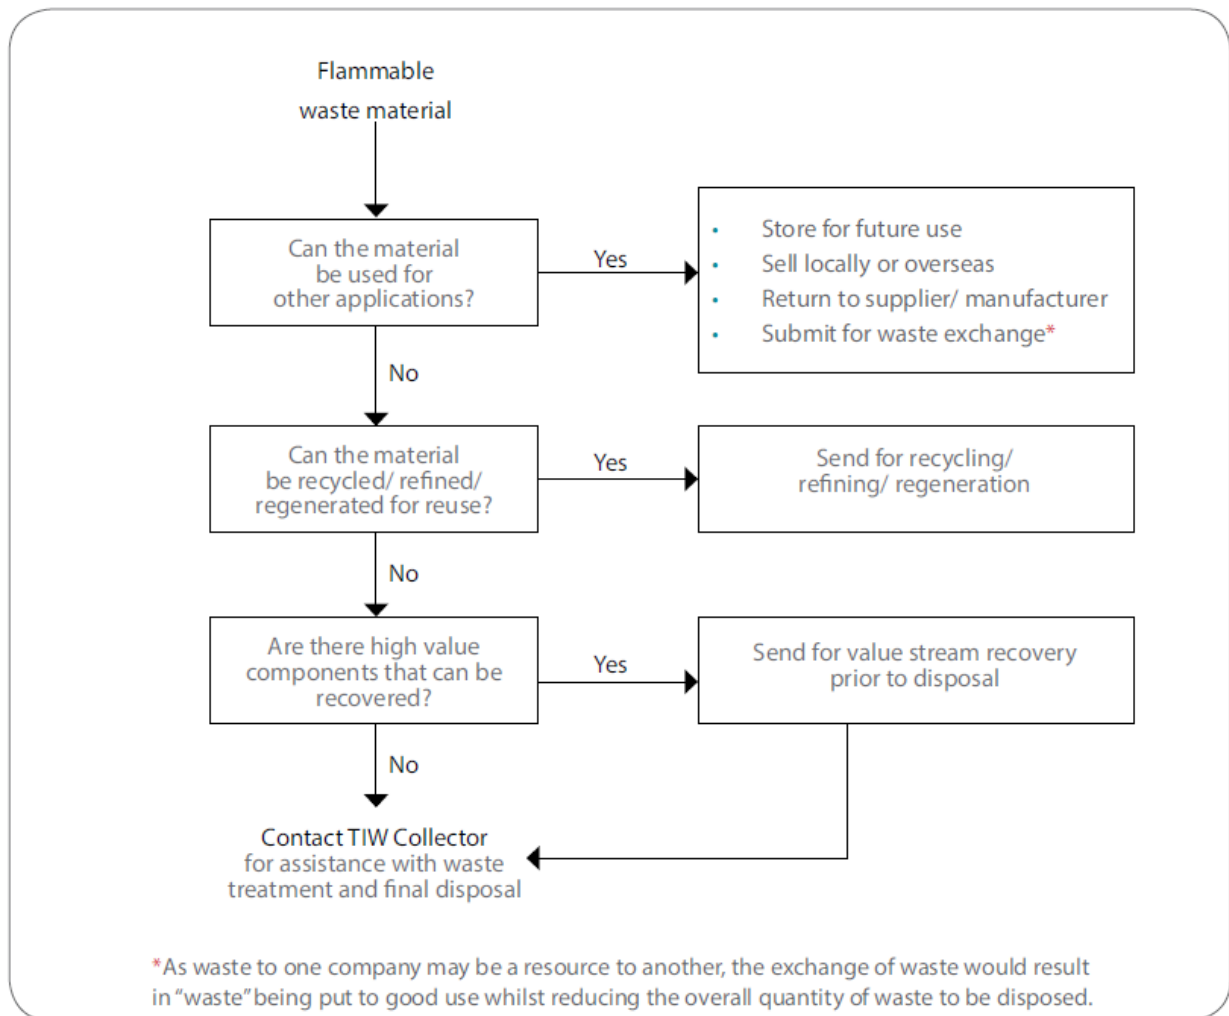 Flammable
waste material
Can the material
be used for
other applications?
Yes
• Store for future use
• Sell locally or overseas
• Return to supplier/ manufacturer
• Submit for waste exchange*
No
Can the material
be recycled/ refined/
regenerated for reuse?
Yes
Send for recycling/
refining/ regeneration
No
Are there high value
components that can be
recovered?
Yes
Send for value stream recovery
prior to disposal
No
Contact TIW Collector
for assistance with waste
treatment and final disposal
*As waste to one company may be a resource to another, the exchange of waste would result
in “waste” being put to good use whilst reducing the overall quantity of waste to be disposed.